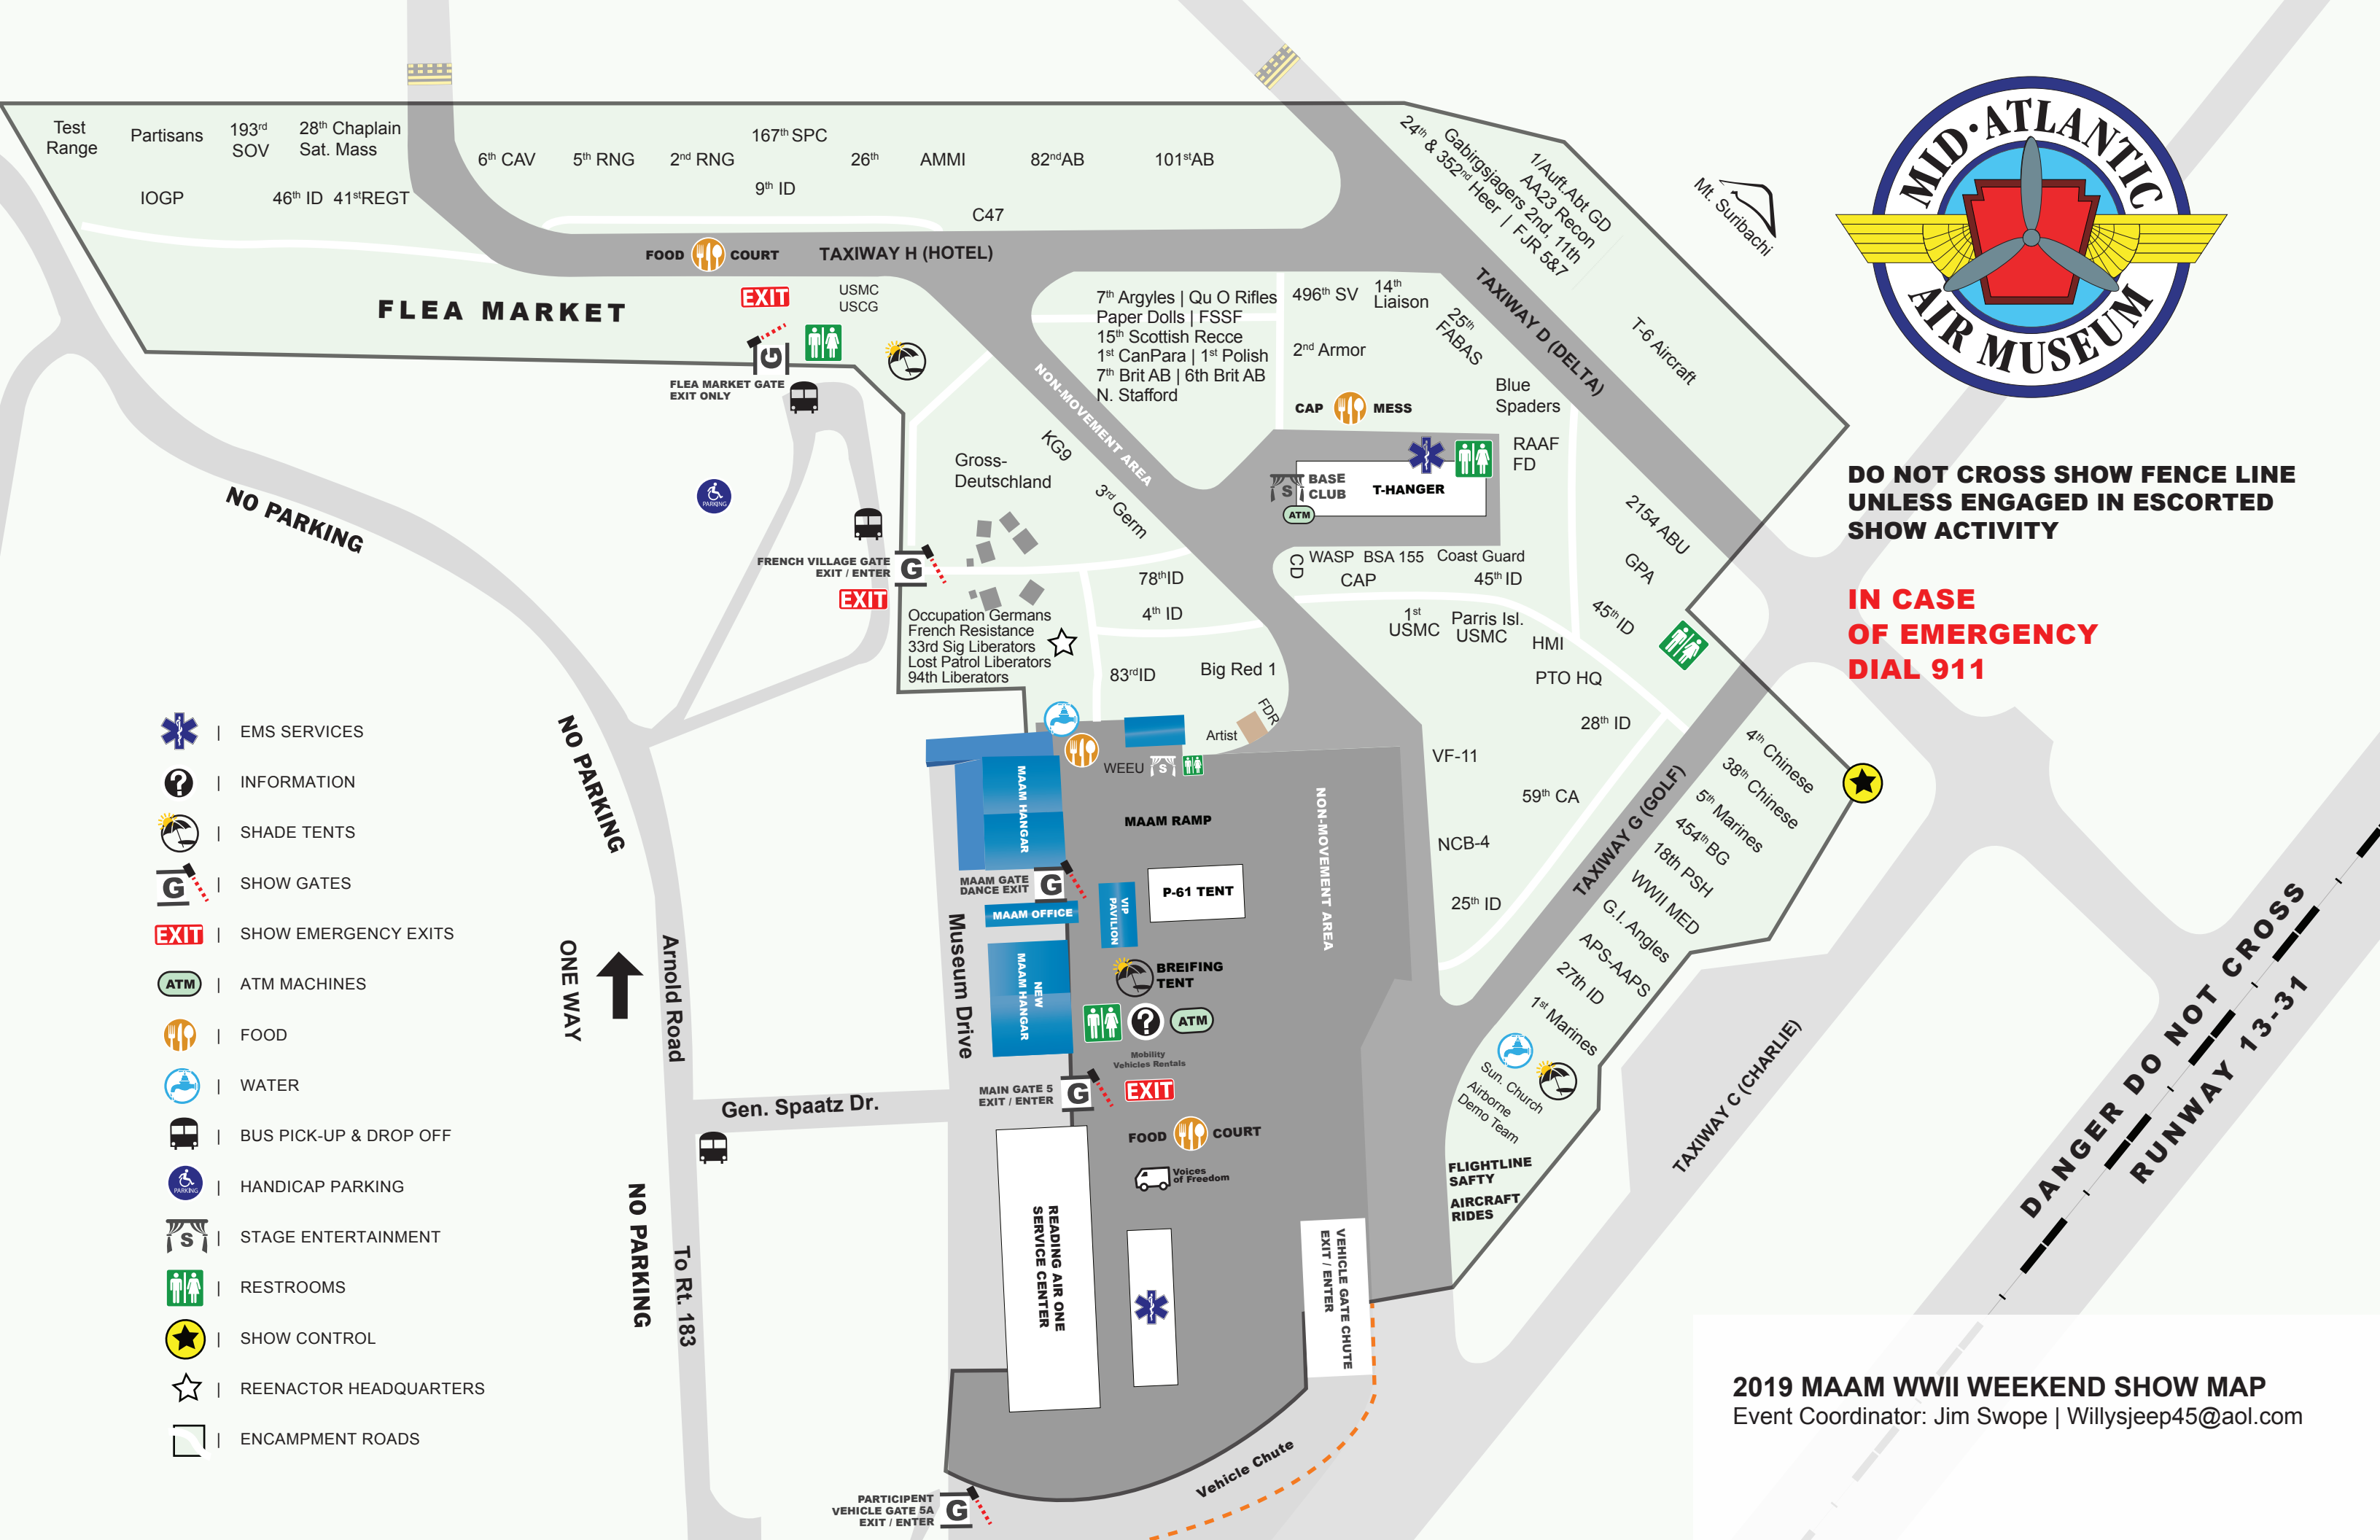 Test
Range
Partisans
193rd
SOV
28th Chaplain
Sat. Mass
IOGP
46th ID
41stREGT
6th CAV
5th RNG
2nd RNG
167th SPC
9th ID
26th
AMMI
82ndAB
101stAB
C47
24th & 352nd Heer | FJR 5&7
Gabirgsjagers 2nd, 11th
AA23 Recon
1/Auft.Abt GD
Mt. Suribachi
MID·ATLANTIC
AIR MUSEUM
FOOD COURT
TAXIWAY H (HOTEL)
TAXIWAY D (DELTA)
T-6 Aircraft
FLEA MARKET
EXIT
USMC
USCG
G
FLEA MARKET GATE
EXIT ONLY
7th Argyles | Qu O Rifles
Paper Dolls | FSSF
15th Scottish Recce
1st CanPara | 1st Polish
7th Brit AB | 6th Brit AB
N. Stafford
496th SV
14th
Liaison
25th
FABAS
2nd Armor
CAP MESS
Blue
Spaders
RAAF
FD
NON-MOVEMENT AREA
KG9
Gross-
Deutschland
3rd Germ
S
BASE
CLUB
T-HANGER
ATM
DO NOT CROSS SHOW FENCE LINE
UNLESS ENGAGED IN ESCORTED
SHOW ACTIVITY
IN CASE
OF EMERGENCY
DIAL 911
NO PARKING
PARKING
FRENCH VILLAGE GATE
EXIT / ENTER
G
EXIT
Occupation Germans
French Resistance
33rd Sig Liberators
Lost Patrol Liberators
94th Liberators
78thID
4th ID
83rdID
Big Red 1
FDR
Artist
CD
WASP
BSA 155
Coast Guard
CAP
45th ID
2154 ABU
GPA
45th ID
1st
USMC
Parris Isl.
USMC
HMI
PTO HQ
28th ID
VF-11
59th CA
NCB-4
25th ID
TAXIWAY G (GOLF)
4th Chinese
38th Chinese
5th Marines
454th BG
18th PSH
WWII MED
G.I. Angles
APS-AAPS
27th ID
1st Marines
Sun. Church
Airborne
Demo Team
FLIGHTLINE
SAFTY
AIRCRAFT
RIDES
TAXIWAY C (CHARLIE)
DANGER DO NOT CROSS
RUNWAY 13-31
WEEU
S
MAAM HANGAR
MAAM RAMP
NON-MOVEMENT AREA
MAAM GATE
DANCE EXIT
G
P-61 TENT
MAAM OFFICE
VIP
PAVILION
NEW
MAAM HANGAR
BREIFING
TENT
?
ATM
Mobility
Vehicles Rentals
MAIN GATE 5
EXIT / ENTER
G
EXIT
FOOD COURT
Voices
of Freedom
READING AIR ONE
SERVICE CENTER
VEHICLE GATE CHUTE
EXIT / ENTER
Vehicle Chute
PARTICIPENT
VEHICLE GATE 5A
EXIT / ENTER
G
NO PARKING
ONE WAY
Arnold Road
Museum Drive
Gen. Spaatz Dr.
NO PARKING
To Rt. 183
| EMS SERVICES
? | INFORMATION
| SHADE TENTS
G | SHOW GATES
EXIT | SHOW EMERGENCY EXITS
ATM | ATM MACHINES
| FOOD
| WATER
| BUS PICK-UP & DROP OFF
PARKING | HANDICAP PARKING
S | STAGE ENTERTAINMENT
| RESTROOMS
| SHOW CONTROL
| REENACTOR HEADQUARTERS
| ENCAMPMENT ROADS
2019 MAAM WWII WEEKEND SHOW MAP
Event Coordinator: Jim Swope | Willysjeep45@aol.com